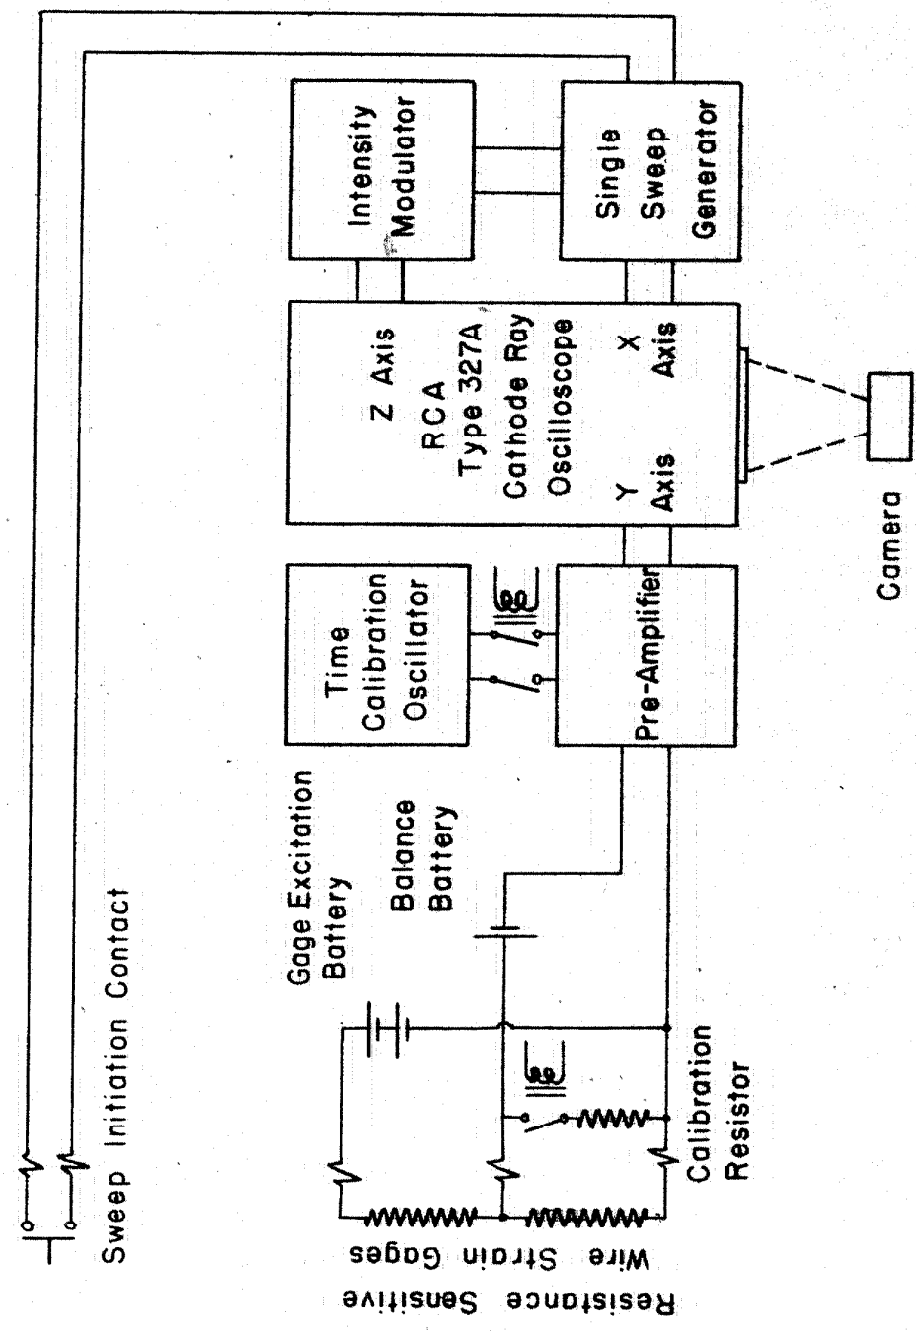 Sweep Initiation Contact
Resistance Sensitive
Wire Strain Gages
Gage Excitation
Battery
Balance
Battery
Calibration
Resistor
Time
Calibration
Oscillator
Pre-Amplifier
Z Axis
RCA
Type 327A
Cathode Ray
Oscilloscope
Y
Axis
X
Axis
Intensity
Modulator
Single
Sweep
Generator
Camera